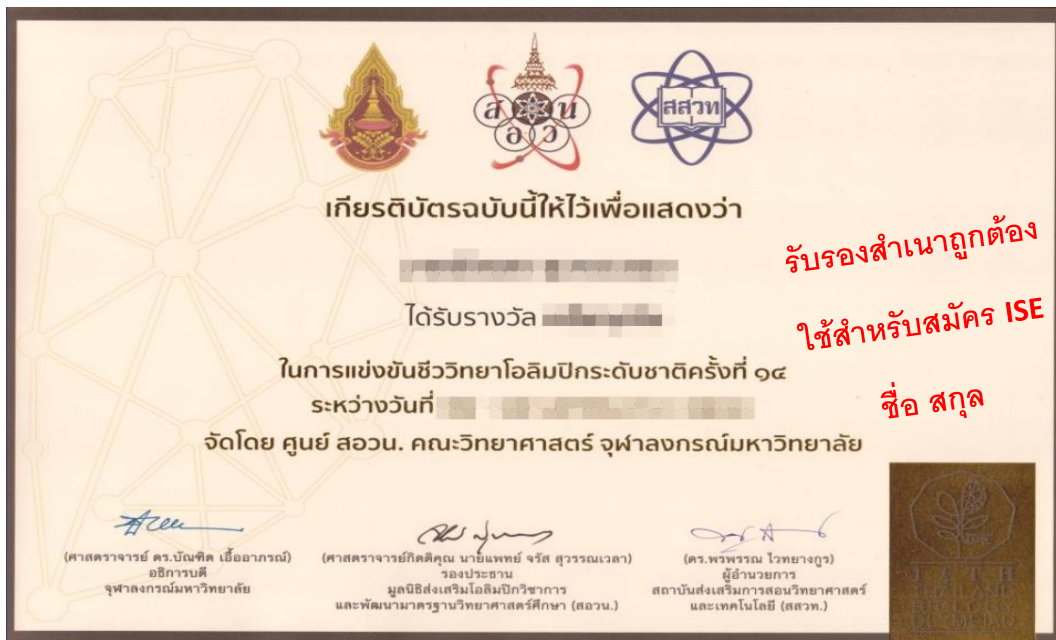 สอวน
สสวท
เกียรติบัตรฉบับนี้ให้ไว้เพื่อแสดงว่า
ได้รับรางวัล
ในการแข่งขันชีววิทยาโอลิมปิกระดับชาติครั้งที่ ๑๔
ระหว่างวันที่
จัดโดย ศูนย์ สอวน. คณะวิทยาศาสตร์ จุฬาลงกรณ์มหาวิทยาลัย
รับรองสำเนาถูกต้อง
ใช้สำหรับสมัคร ISE
ชื่อ สกุล
(ศาสตราจารย์ ดร.บัณฑิต เอื้ออาภรณ์)
อธิการบดี
จุฬาลงกรณ์มหาวิทยาลัย
(ศาสตราจารย์กิตติคุณ นายแพทย์ จรัส สุวรรณเวลา)
รองประธาน
มูลนิธิส่งเสริมโอลิมปิกวิชาการ
และพัฒนามาตรฐานวิทยาศาสตร์ศึกษา (สอวน.)
(ดร.พรพรรณ ไวทยางกูร)
ผู้อำนวยการ
สถาบันส่งเสริมการสอนวิทยาศาสตร์
และเทคโนโลยี (สสวท.)
14TH
THAILAND
BIOLOGY
OLYMPIAD